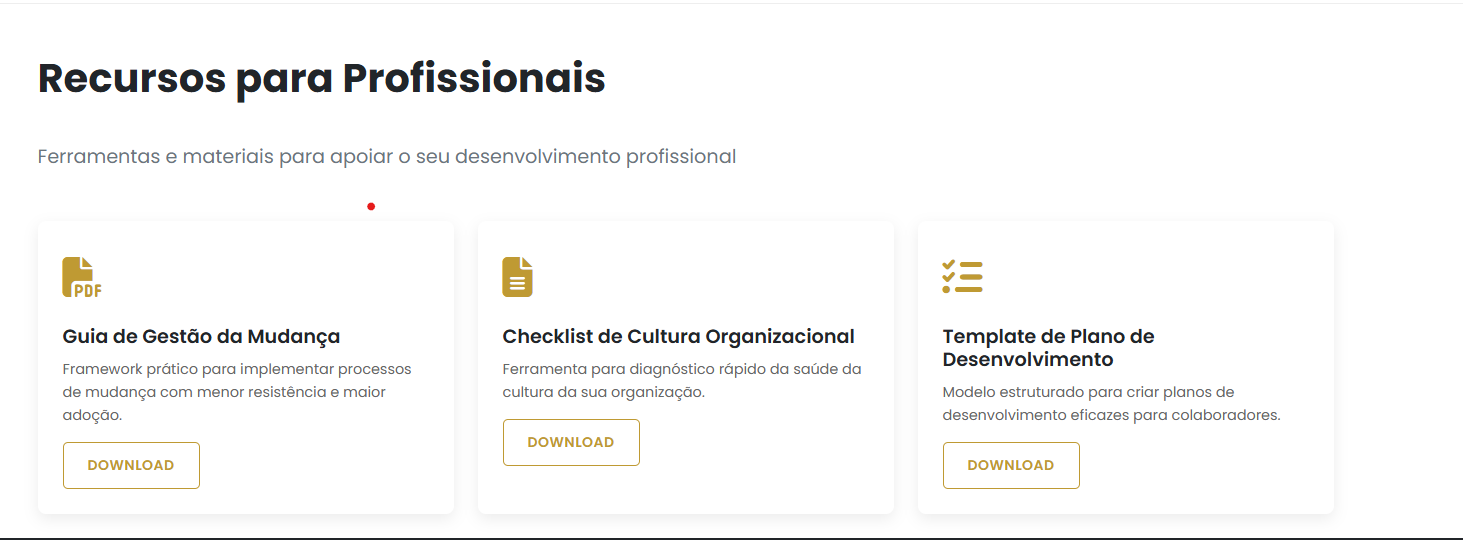 Recursos para Profissionais
Ferramentas e materiais para apoiar o seu desenvolvimento profissional
PDF
Guia de Gestão da Mudança
Framework prático para implementar processos
de mudança com menor resistência e maior
adoção.
DOWNLOAD
Checklist de Cultura Organizacional
Ferramenta para diagnóstico rápido da saúde da
cultura da sua organização.
DOWNLOAD
Template de Plano de
Desenvolvimento
Modelo estruturado para criar planos de
desenvolvimento eficazes para colaboradores.
DOWNLOAD